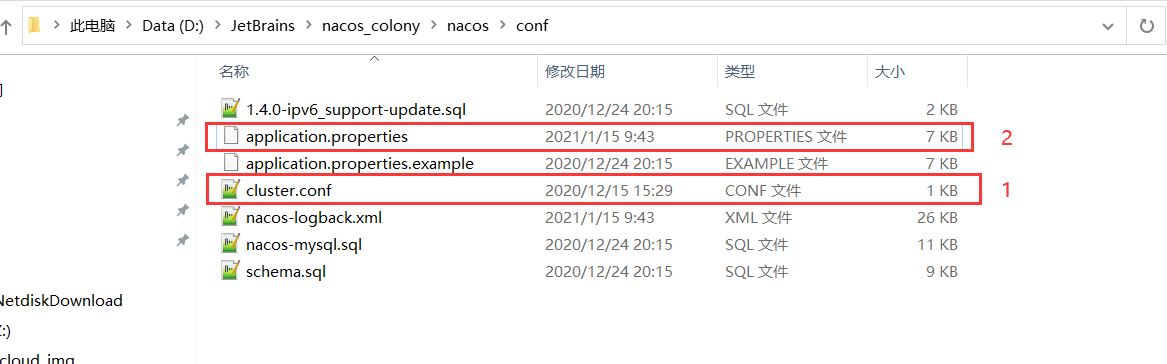 此电脑 > Data (D:) > JetBrains > nacos_colony > nacos > conf
名称 修改日期 类型 大小
1.4.0-ipv6_support-update.sql 2020/12/24 20:15 SQL 文件 2 KB
application.properties 2021/1/15 9:43 PROPERTIES 文件 7 KB 2
application.properties.example 2020/12/24 20:15 EXAMPLE 文件 7 KB
cluster.conf 2020/12/15 15:29 CONF 文件 1 KB 1
nacos-logback.xml 2021/1/15 9:43 XML 文件 26 KB
nacos-mysql.sql 2020/12/24 20:15 SQL 文件 11 KB
schema.sql 2020/12/24 20:15 SQL 文件 9 KB
NetdiskDownload
:)
cloud_img